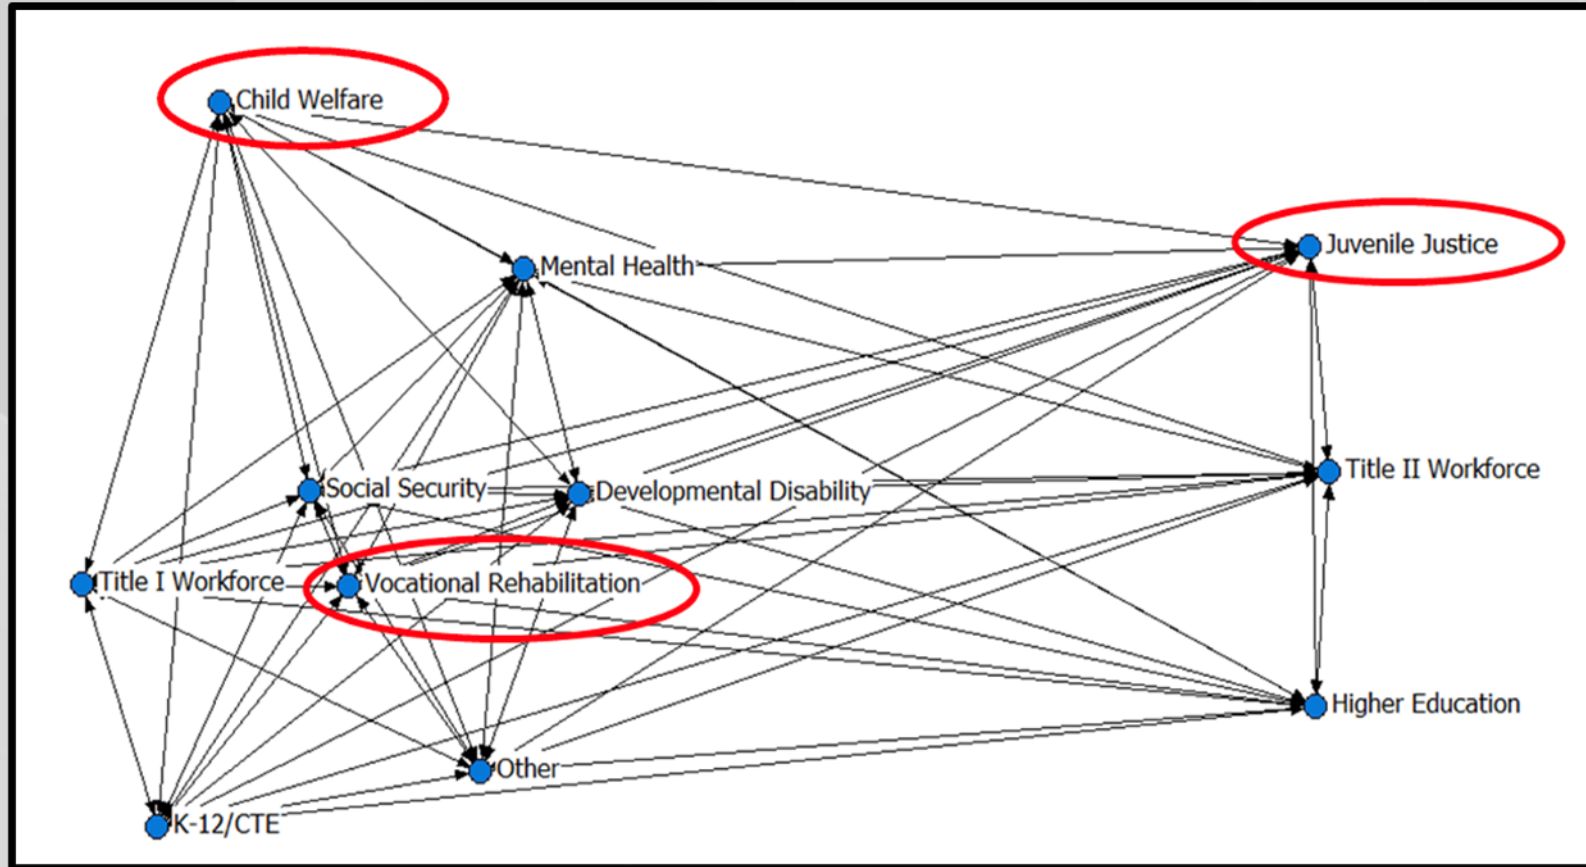 Child Welfare
Juvenile Justice
Mental Health
Title II Workforce
Social Security
Developmental Disability
Title I Workforce
Vocational Rehabilitation
Higher Education
Other
K-12/CTE